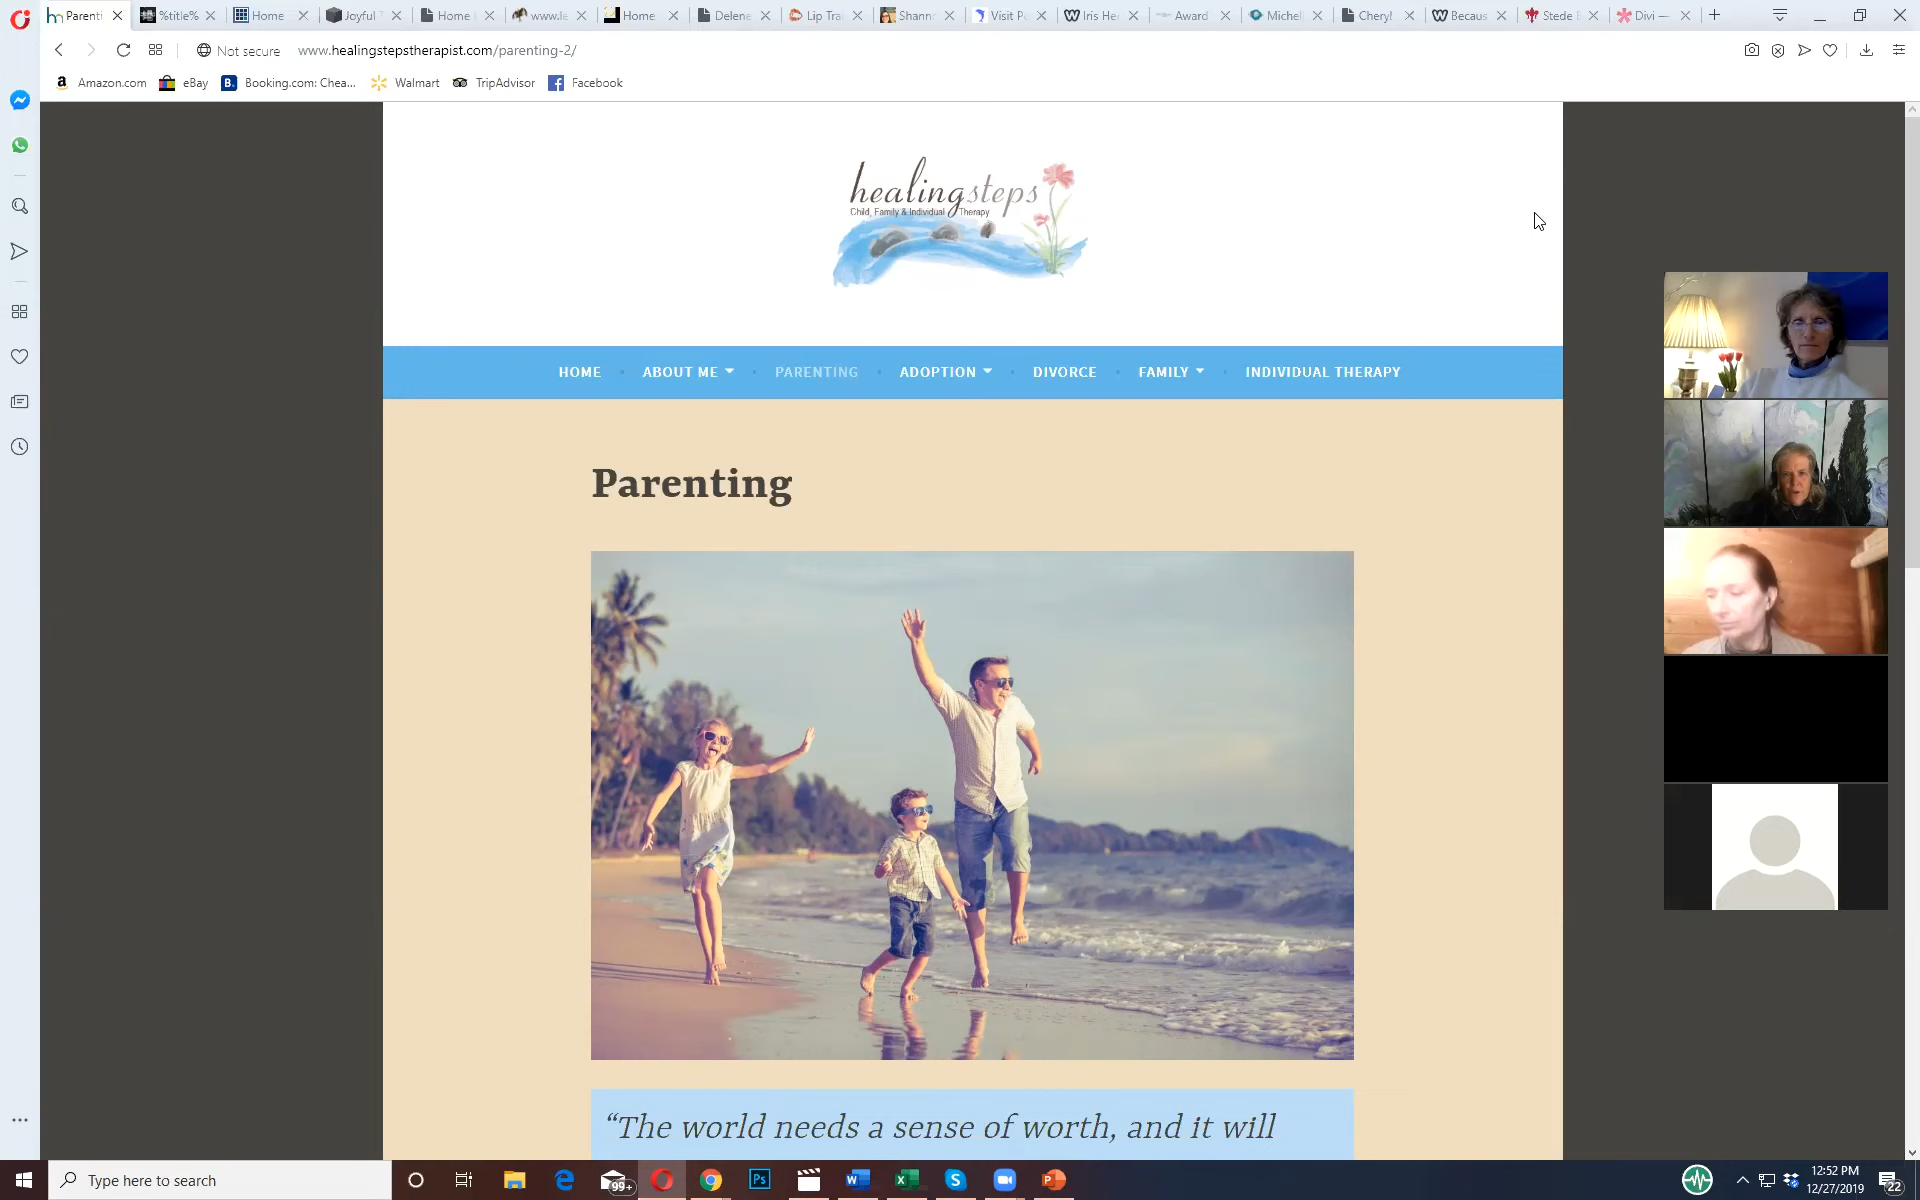 Parenti
%title%
Home
Joyful T
Home
www.le
Home
Delene
Lip Trai
Shann
Visit P
Iris He
Award
Michel
Cheryl
Becaus
Stede
Divi —
Not secure
www.healingstepstherapist.com/parenting-2/
Amazon.com
eBay
Booking.com: Chea...
Walmart
TripAdvisor
Facebook
healingsteps
Child, Family & Individual Therapy
HOME
ABOUT ME
PARENTING
ADOPTION
DIVORCE
FAMILY
INDIVIDUAL THERAPY
Parenting
“The world needs a sense of worth, and it will
Type here to search
99+
12:52 PM
12/27/2019
22